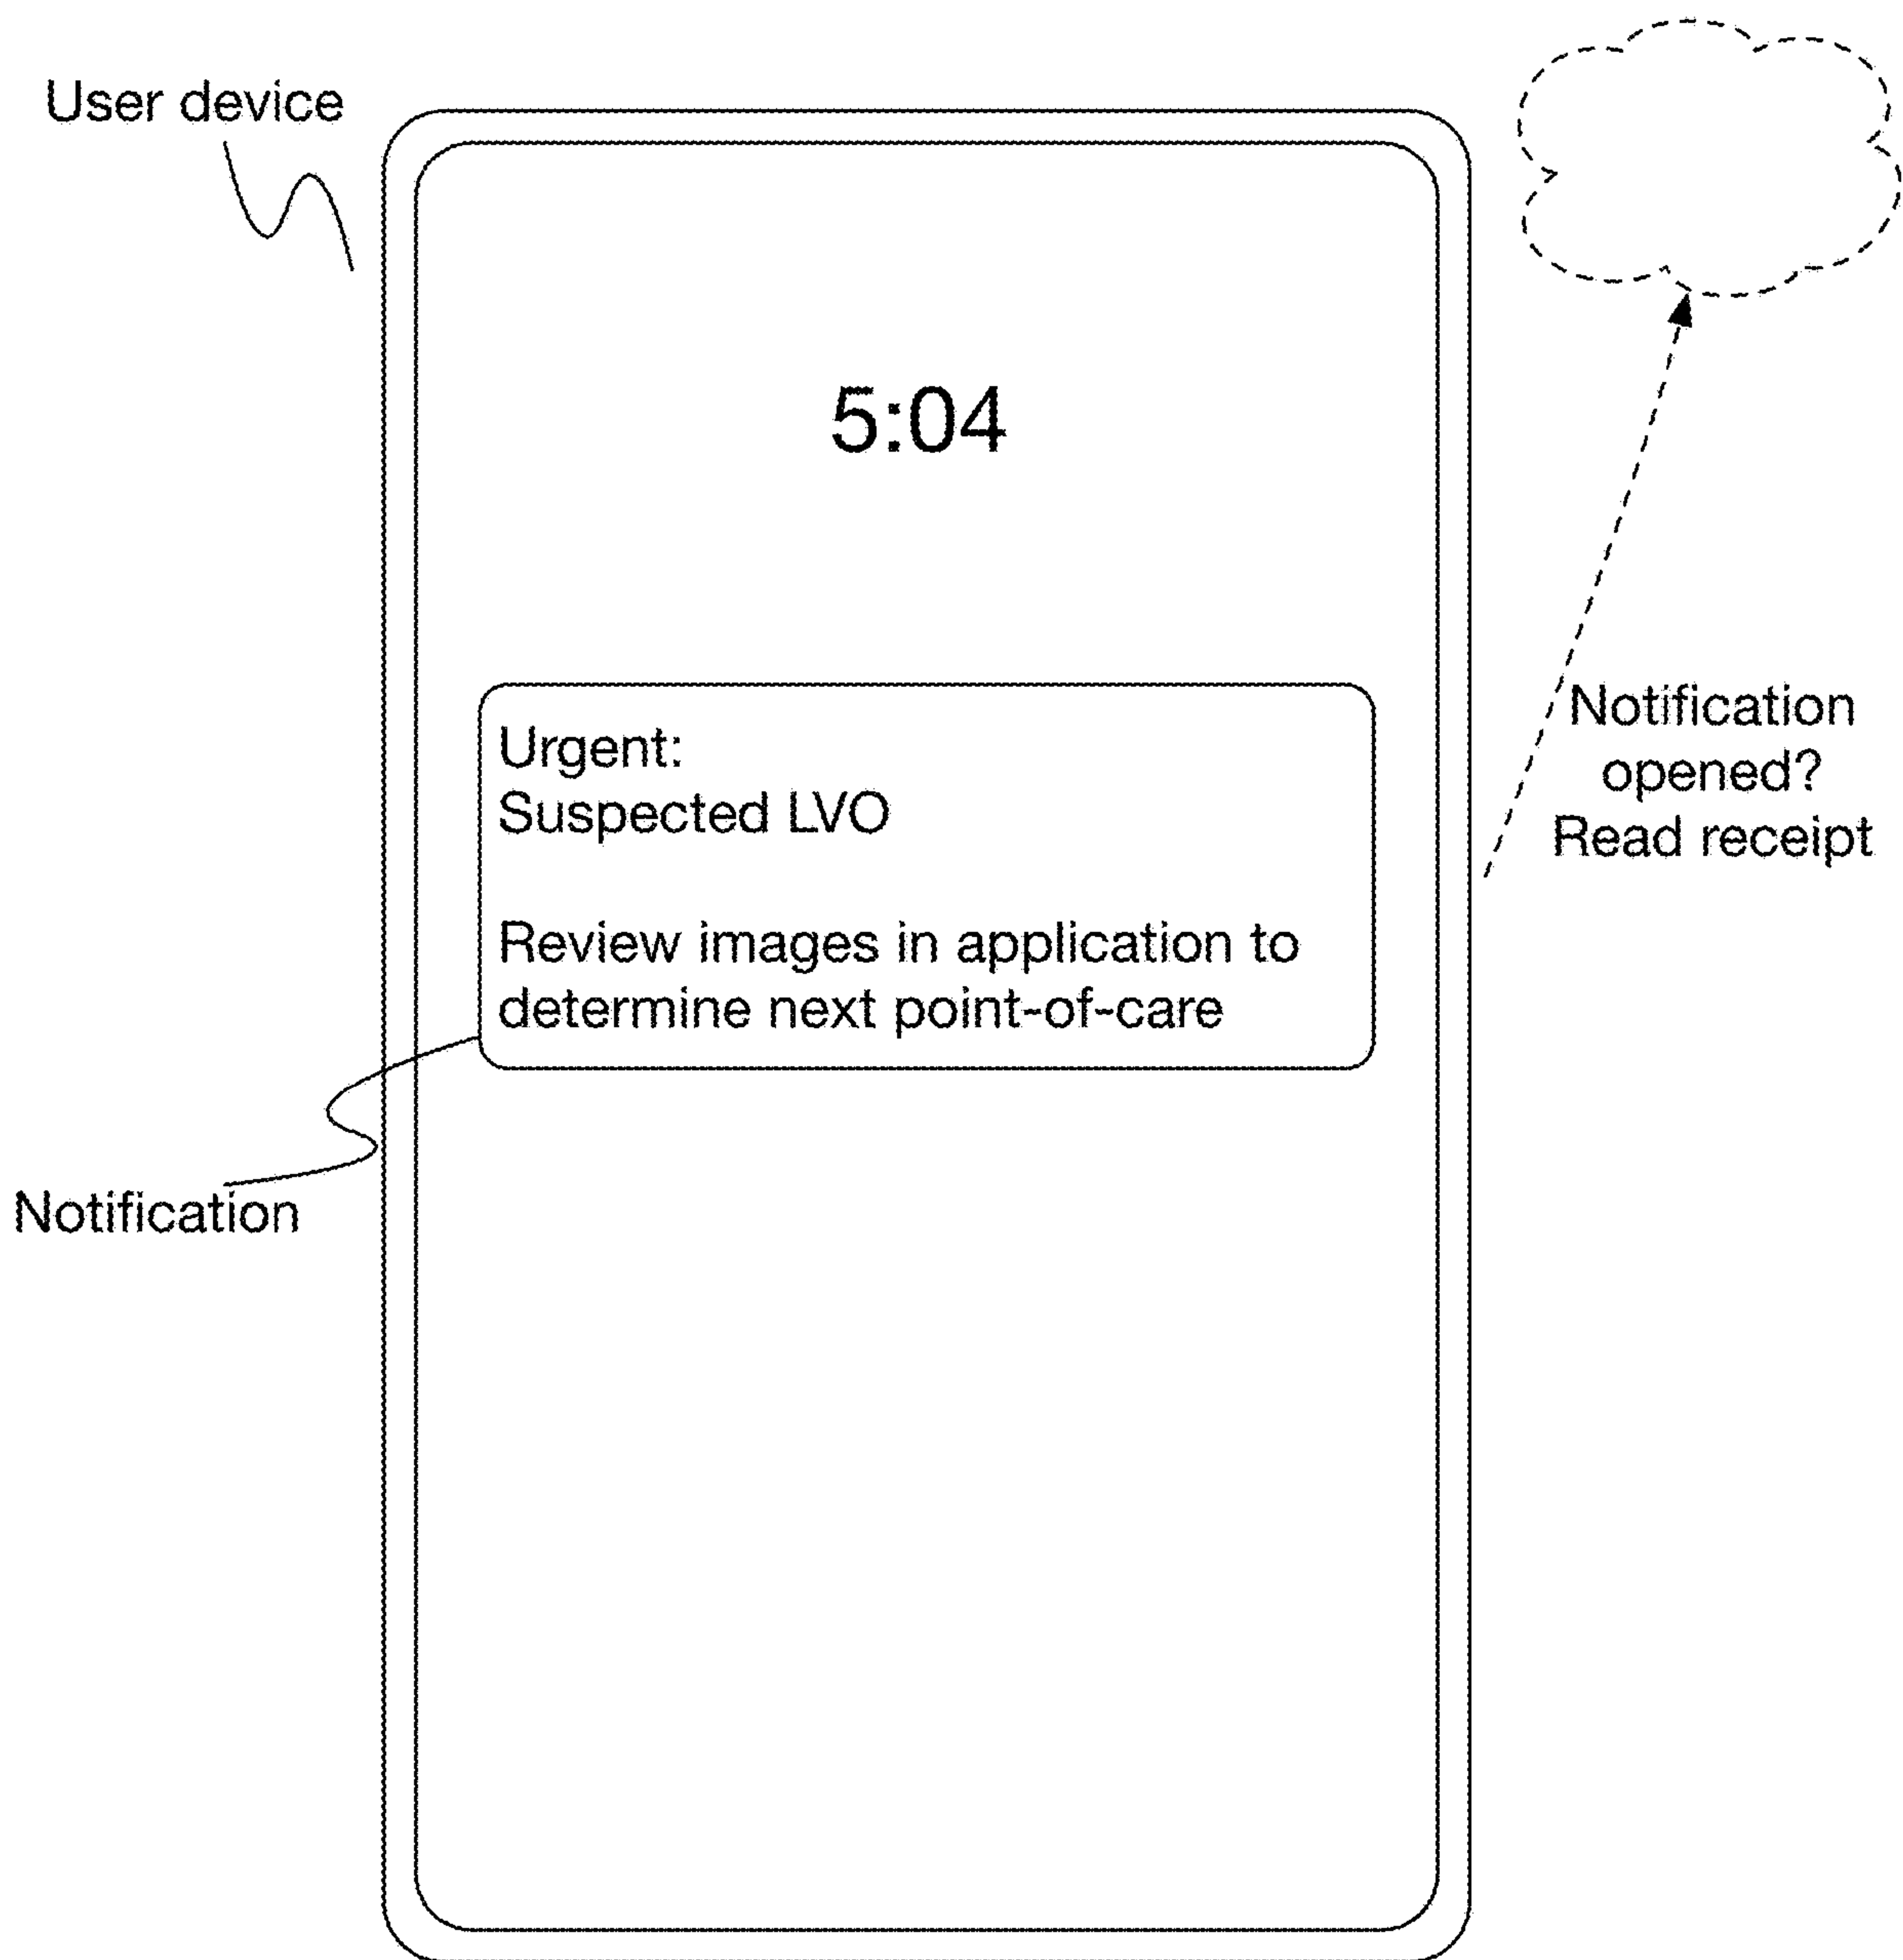 User device
5:04
Urgent:
Suspected LVO
Review images in application to
determine next point-of-care
Notification
opened?
Read receipt
Notification